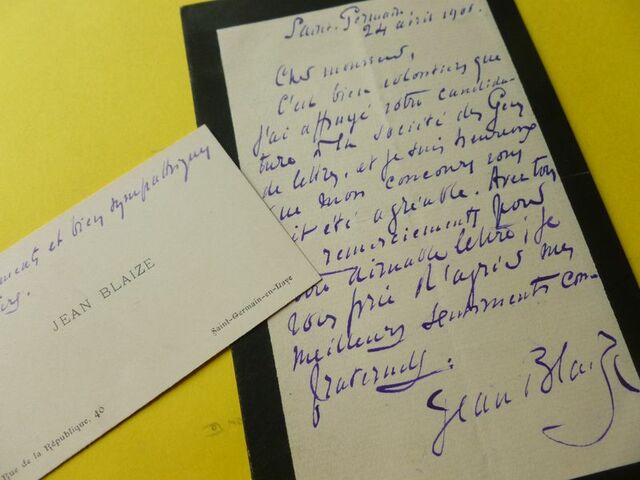 Saint-Germain
24 avril 1901.
Cher monsieur,
C'est bien volontiers que
j'ai appuyé votre candida-
ture à la société des Gens
de lettres, et je suis heureux
que mon concours vous
ait été agréable. Avec tous
remerciements pour
votre aimable lettre, je
vous prie d'agréer mes
meilleurs sentiments con-
fraternels.
Jean Blaize
ments et bien sympathiques
JEAN BLAIZE
Saint-Germain-en-Laye
Rue de la République, 40